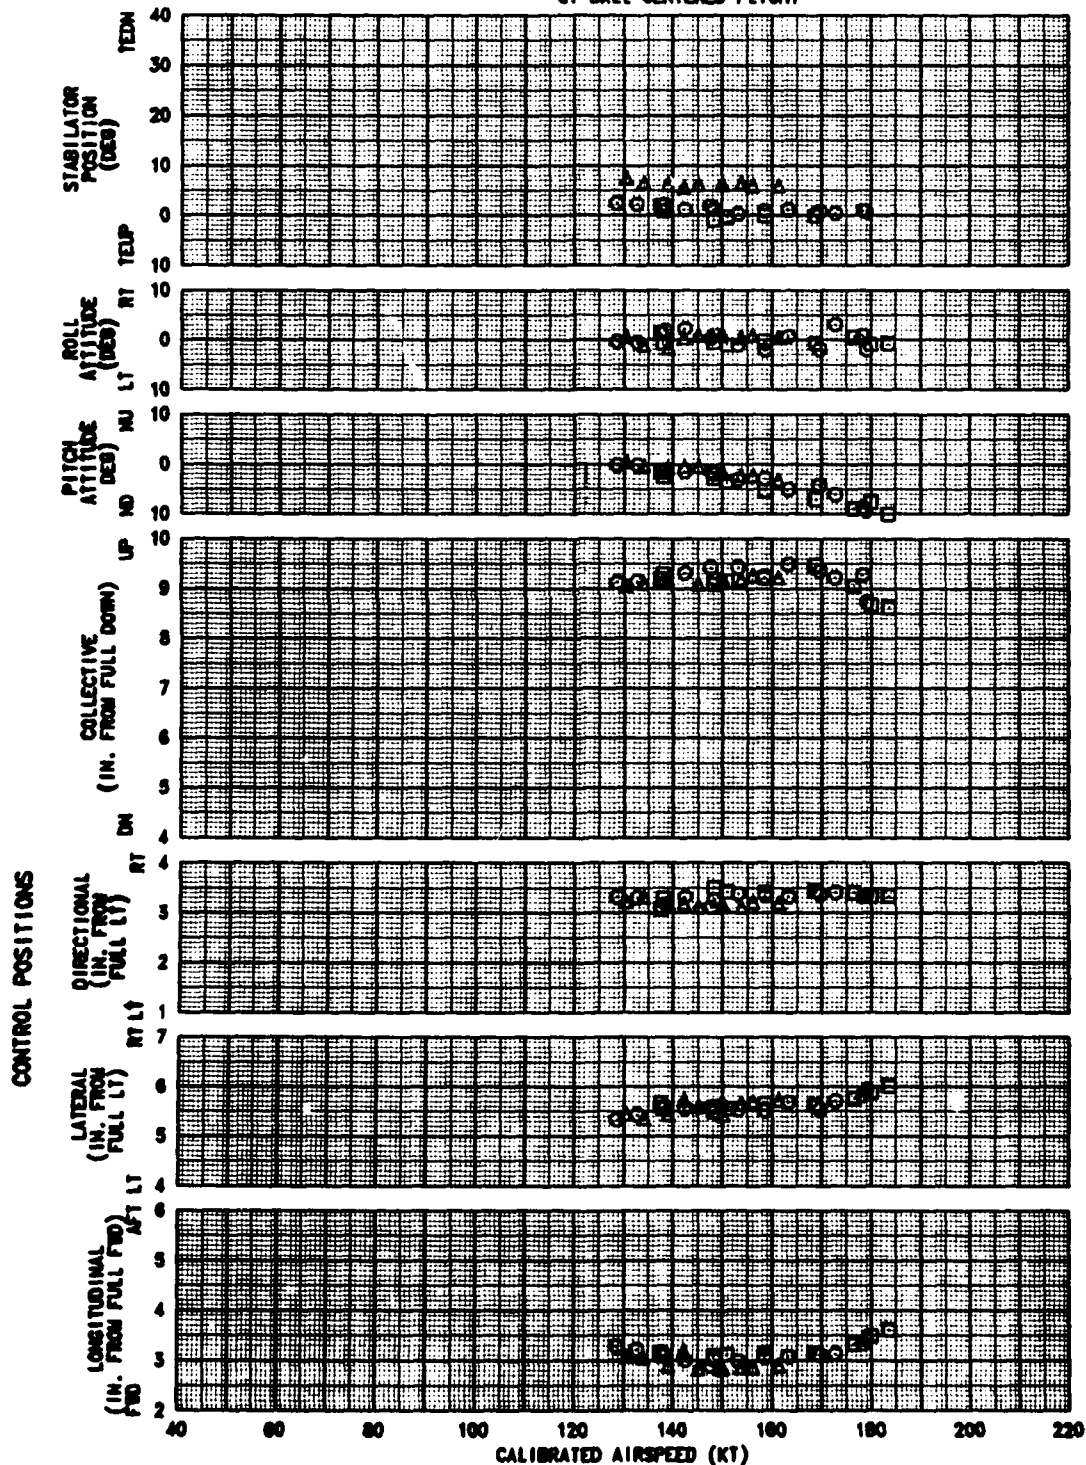 BALL CENTERED FLIGHT
STABILATOR
POSITION
(DEG)
TEUP TEDN
40
30
20
10
0
10
ROLL
ATTITUDE
(DEG)
LT RT
10
0
10
PITCH
ATTITUDE
DEG)
ND NU
10
0
10
COLLECTIVE
(IN. FROM FULL DOWN)
DN UP
10
9
8
7
6
5
4
CONTROL POSITIONS
DIRECTIONAL
(IN. FROM
FULL LT)
LT RT
4
3
2
1
LATERAL
(IN. FROM
FULL LT)
LT RT
7
6
5
4
LONGITUDINAL
(IN. FROM FULL FWD)
FWD AFT
6
5
4
3
2
40 60 80 100 120 140 160 180 200 220
CALIBRATED AIRSPEED (KT)